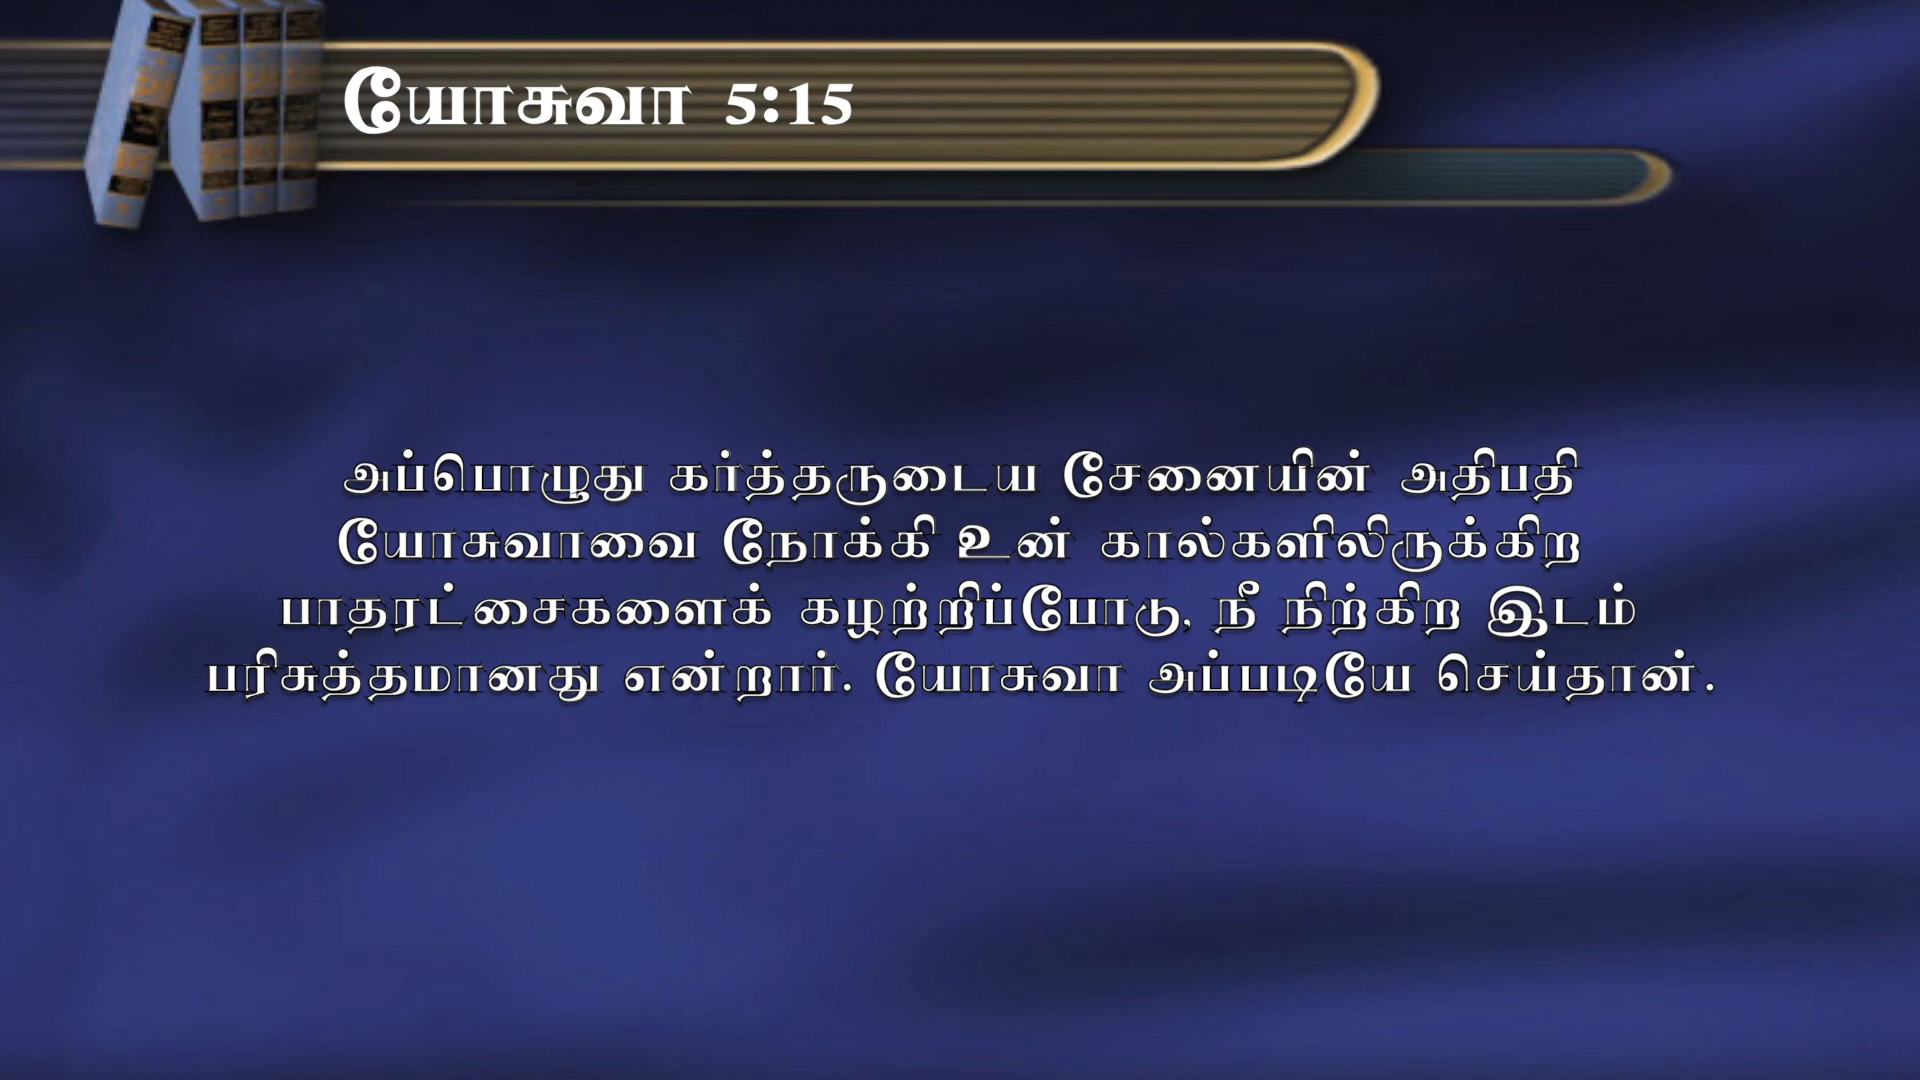 யோசுவா 5:15
அப்பொழுது கர்த்தருடைய சேனையின் அதிபதி
யோசுவாவை நோக்கி உன் கால்களிலிருக்கிற
பாதரட்சைகளைக் கழற்றிப்போடு, நீ நிற்கிற இடம்
பரிசுத்தமானது என்றார். யோசுவா அப்படியே செய்தான்.